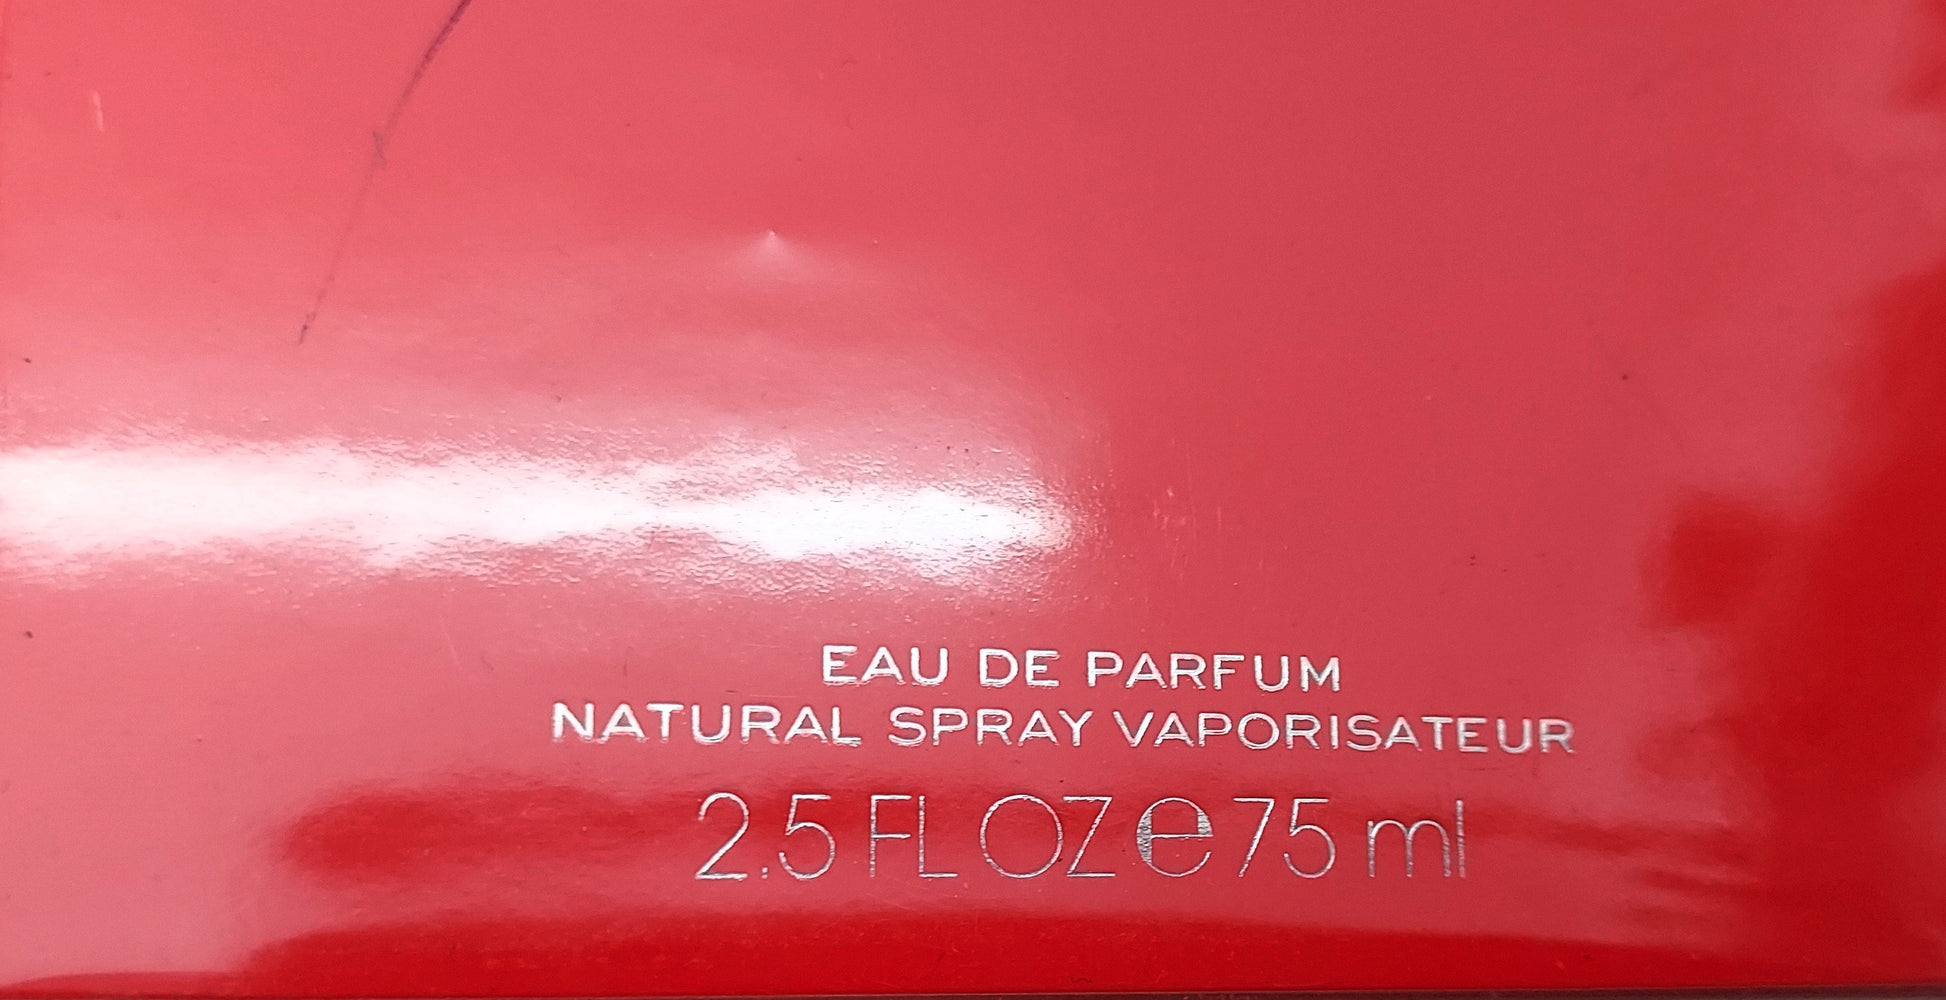 EAU DE PARFUM
NATURAL SPRAY VAPORISATEUR
2.5 FL OZ e 75 ml